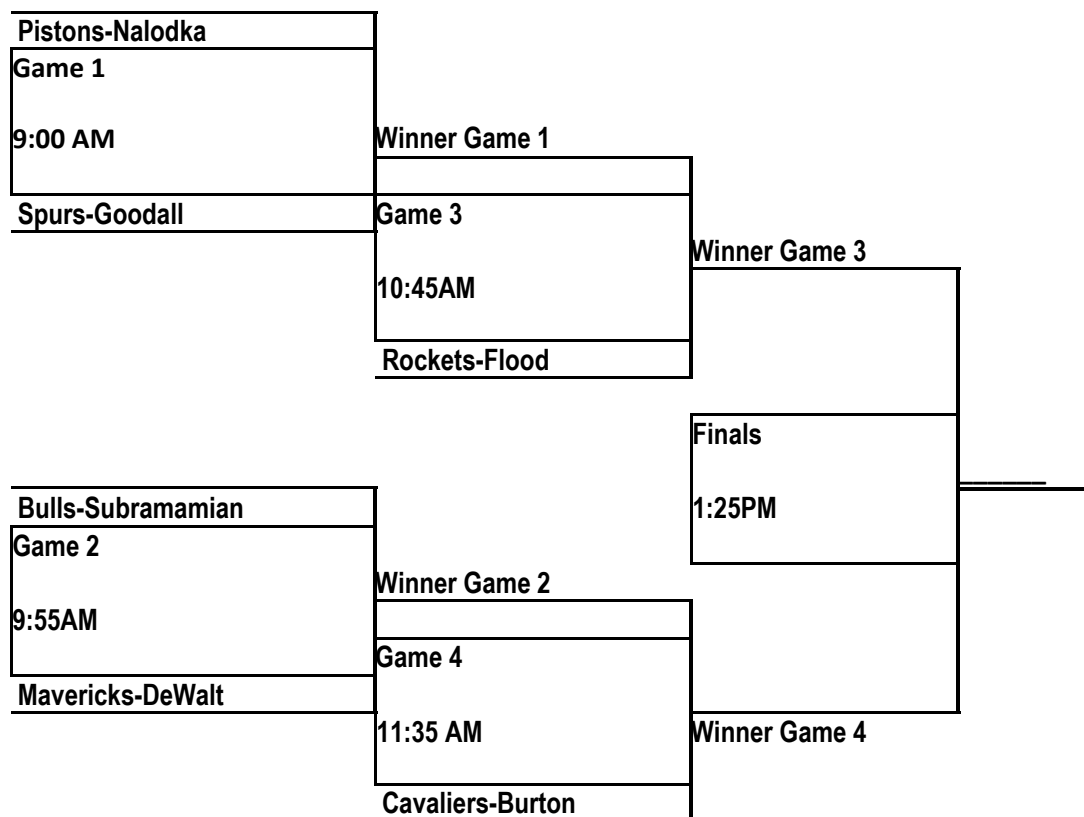 Pistons-Nalodka
Game 1
9:00 AM
Winner Game 1
Spurs-Goodall
Game 3
Winner Game 3
10:45AM
Rockets-Flood
Finals
______
Bulls-Subramamian
1:25PM
Game 2
Winner Game 2
9:55AM
Game 4
Mavericks-DeWalt
11:35 AM
Winner Game 4
Cavaliers-Burton